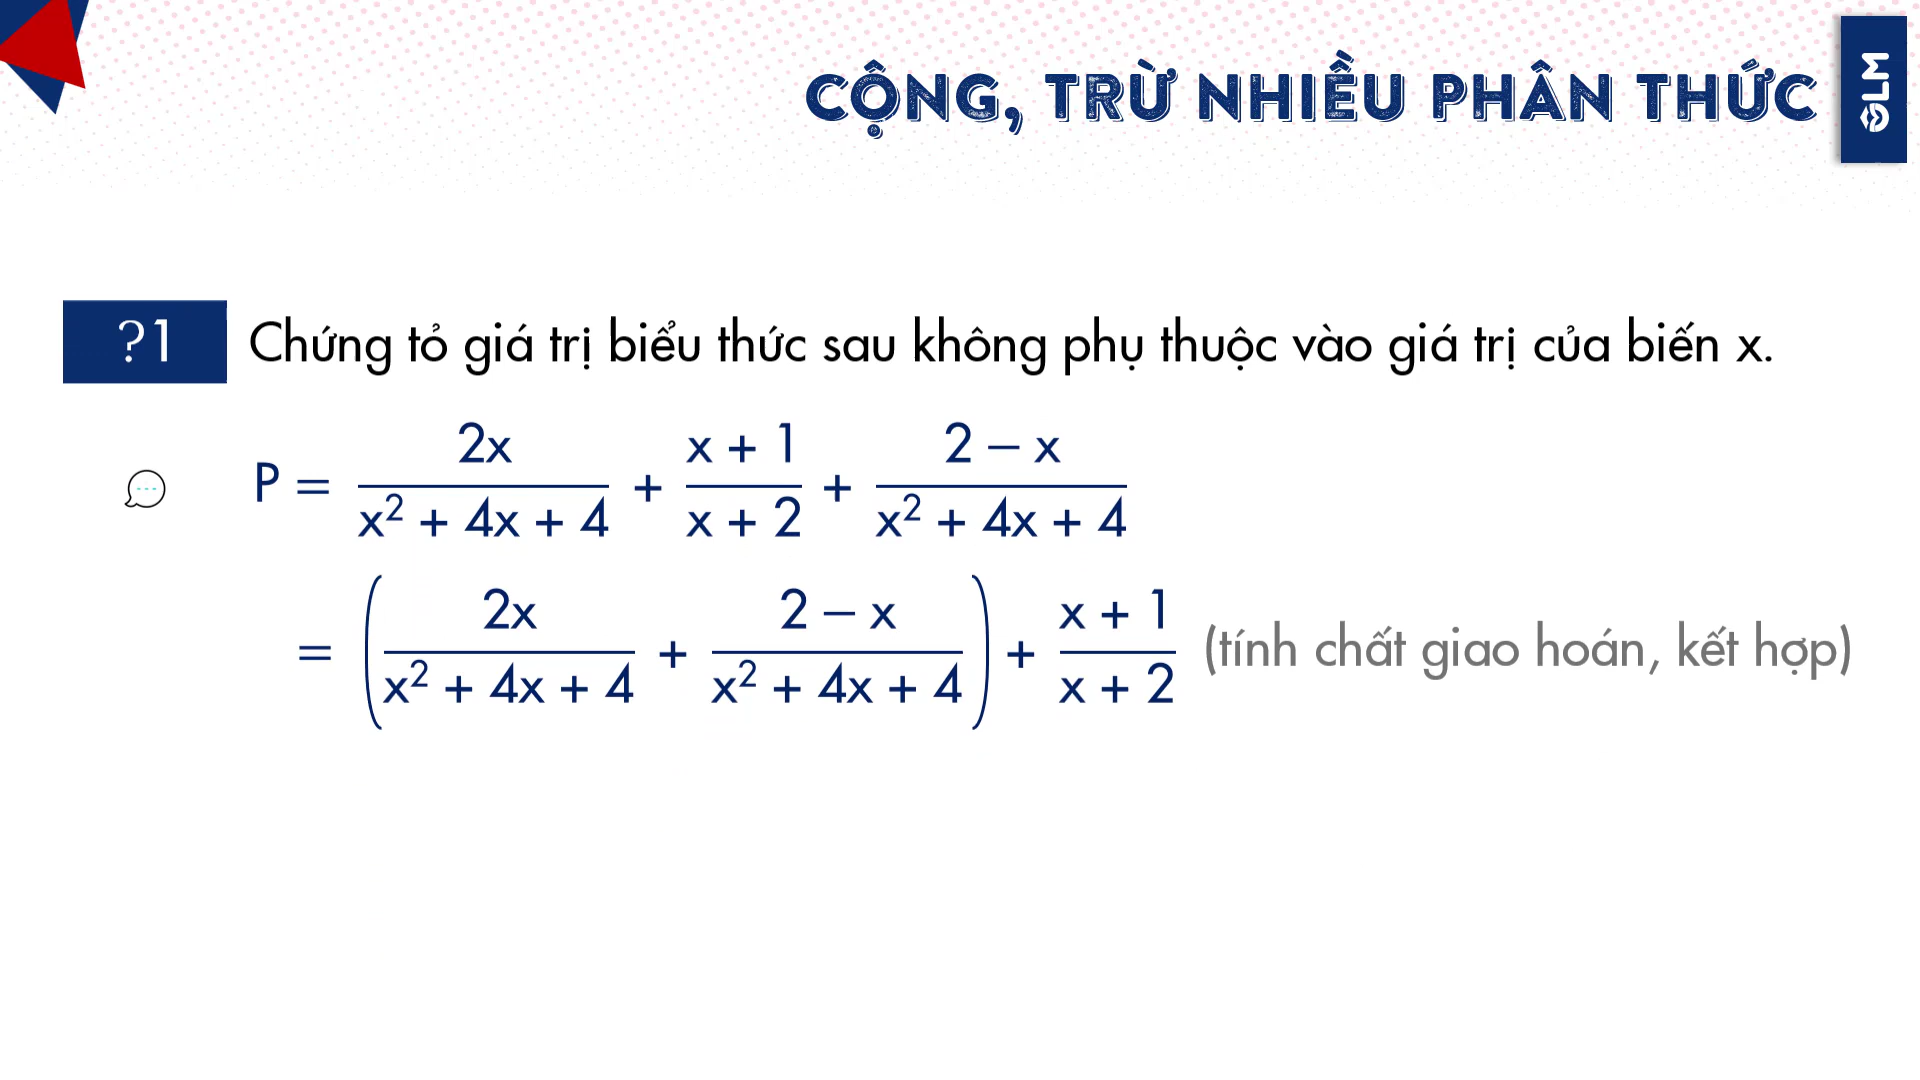 CỘNG, TRỪ NHIỀU PHÂN THỨC
OLM
?1 Chứng tỏ giá trị biểu thức sau không phụ thuộc vào giá trị của biến x.
P = 2x / (x² + 4x + 4) + (x + 1) / (x + 2) + (2 – x) / (x² + 4x + 4)
= (2x / (x² + 4x + 4) + (2 – x) / (x² + 4x + 4)) + (x + 1) / (x + 2) (tính chất giao hoán, kết hợp)